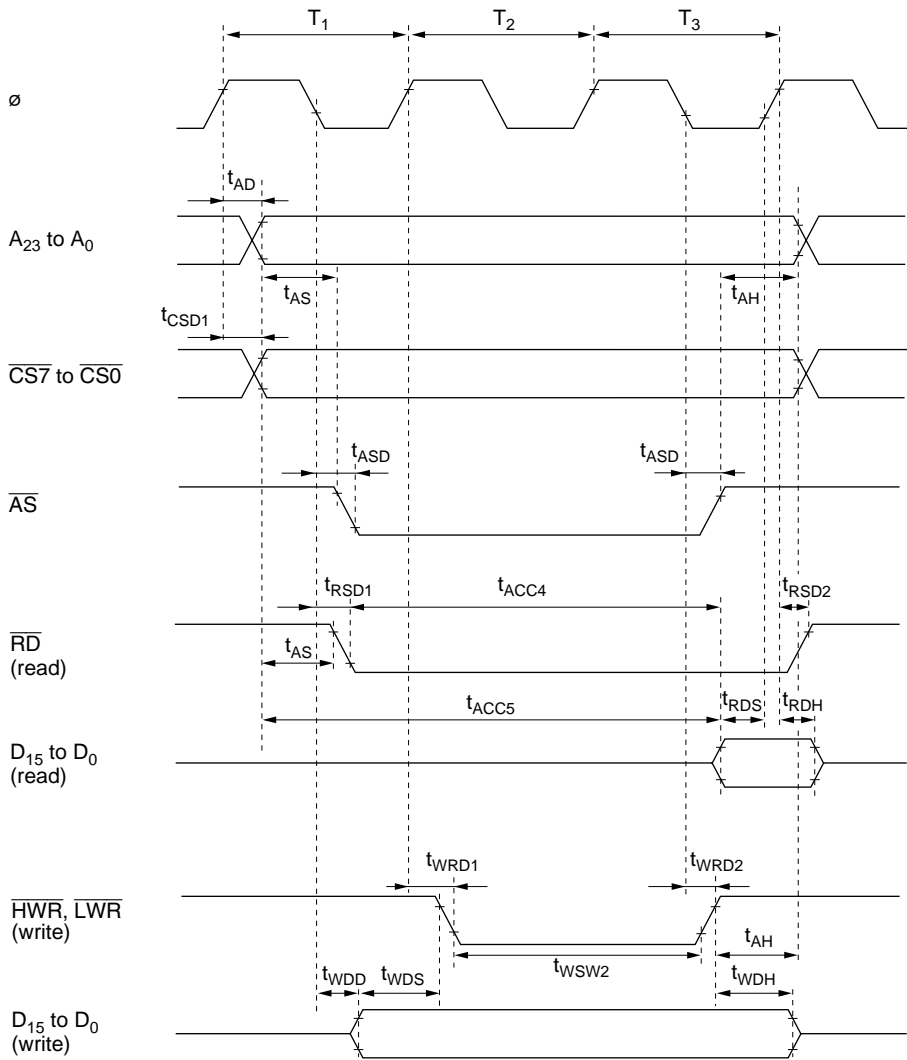 T1 T2 T3
ø
tAD
A23 to A0
tAS tAH
tCSD1
CS7 to CS0
tASD tASD
AS
tRSD1 tACC4 tRSD2
RD
(read)
tAS
tACC5 tRDS tRDH
D15 to D0
(read)
tWRD1 tWRD2
HWR, LWR
(write)
tAH
tWSW2
tWDD tWDS tWDH
D15 to D0
(write)